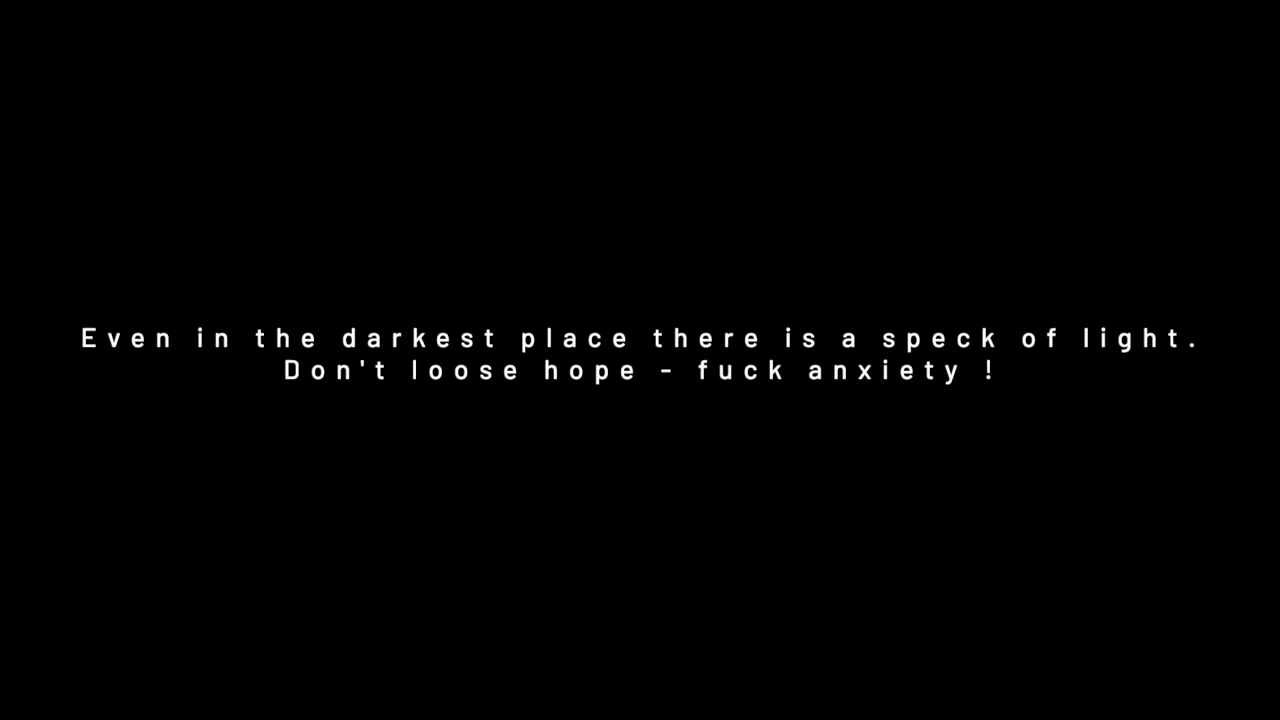 Even in the darkest place there is a speck of light.
Don't loose hope - fuck anxiety !